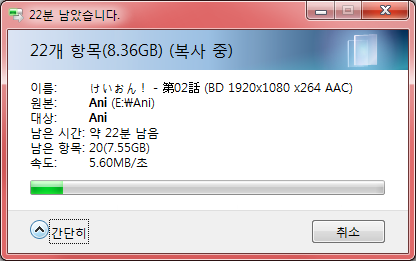 22분 남았습니다.
22개 항목(8.36GB) (복사 중)
이름: けいおん！ - 第02話 (BD 1920x1080 x264 AAC)
원본: Ani (E:\Ani)
대상: Ani
남은 시간: 약 22분 남음
남은 항목: 20(7.55GB)
속도: 5.60MB/초
간단히
취소